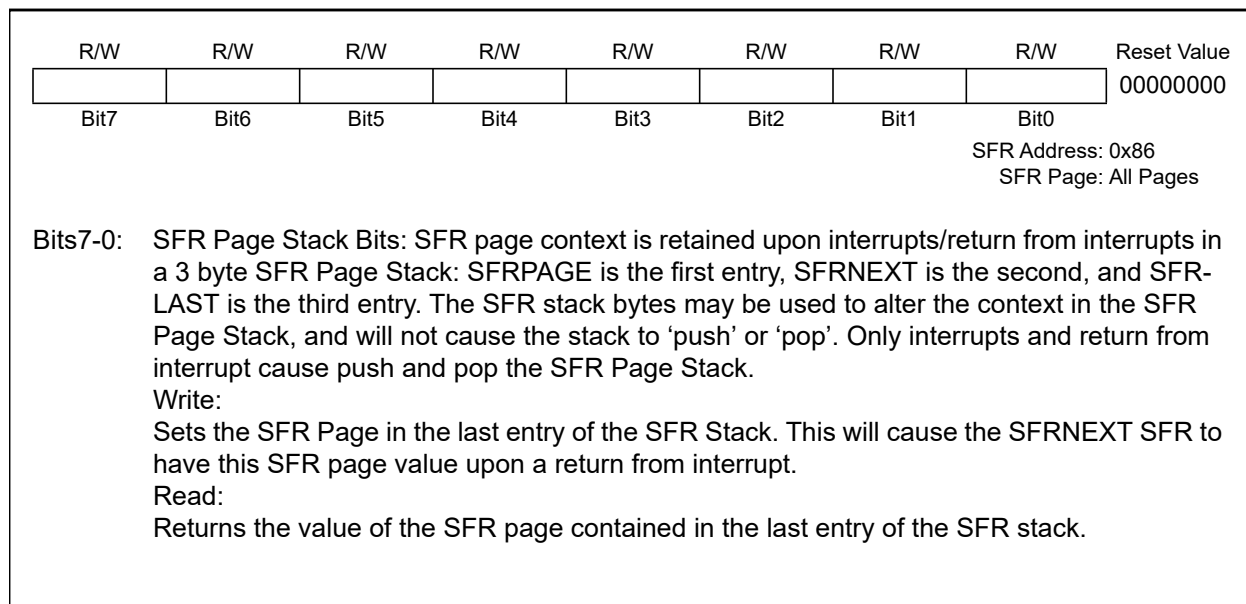 R/W R/W R/W R/W R/W R/W R/W R/W Reset Value
00000000
Bit7 Bit6 Bit5 Bit4 Bit3 Bit2 Bit1 Bit0
SFR Address: 0x86
SFR Page: All Pages
Bits7-0: SFR Page Stack Bits: SFR page context is retained upon interrupts/return from interrupts in
a 3 byte SFR Page Stack: SFRPAGE is the first entry, SFRNEXT is the second, and SFR-
LAST is the third entry. The SFR stack bytes may be used to alter the context in the SFR
Page Stack, and will not cause the stack to ‘push’ or ‘pop’. Only interrupts and return from
interrupt cause push and pop the SFR Page Stack.
Write:
Sets the SFR Page in the last entry of the SFR Stack. This will cause the SFRNEXT SFR to
have this SFR page value upon a return from interrupt.
Read:
Returns the value of the SFR page contained in the last entry of the SFR stack.